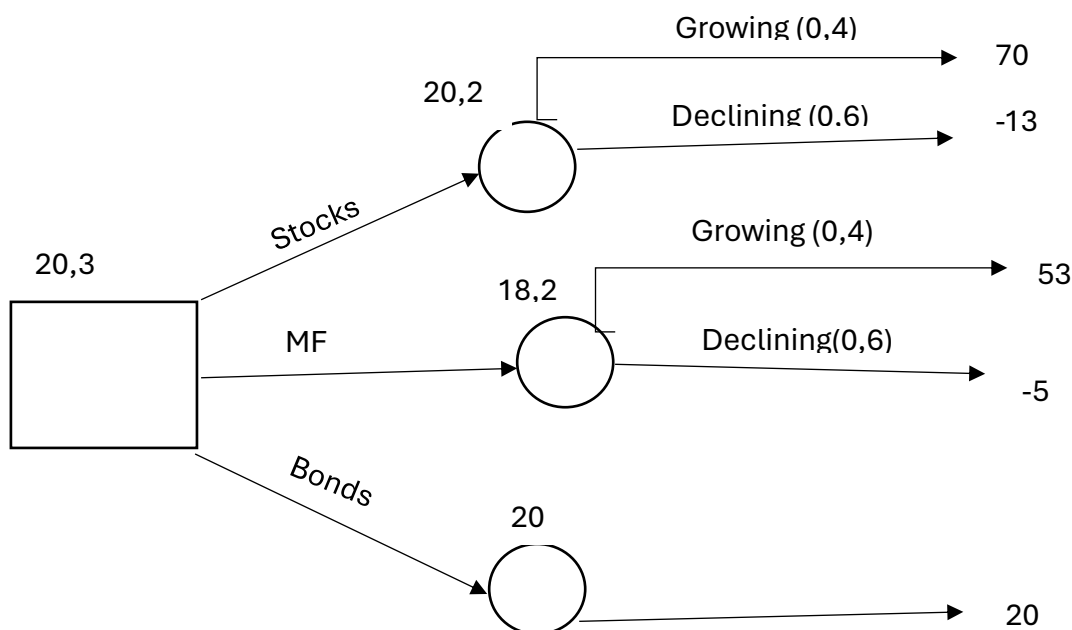 Growing (0,4)
70
20,2
Declining (0.6)
-13
Stocks
Growing (0,4)
20,3
53
18,2
MF
Declining(0,6)
-5
Bonds
20
20